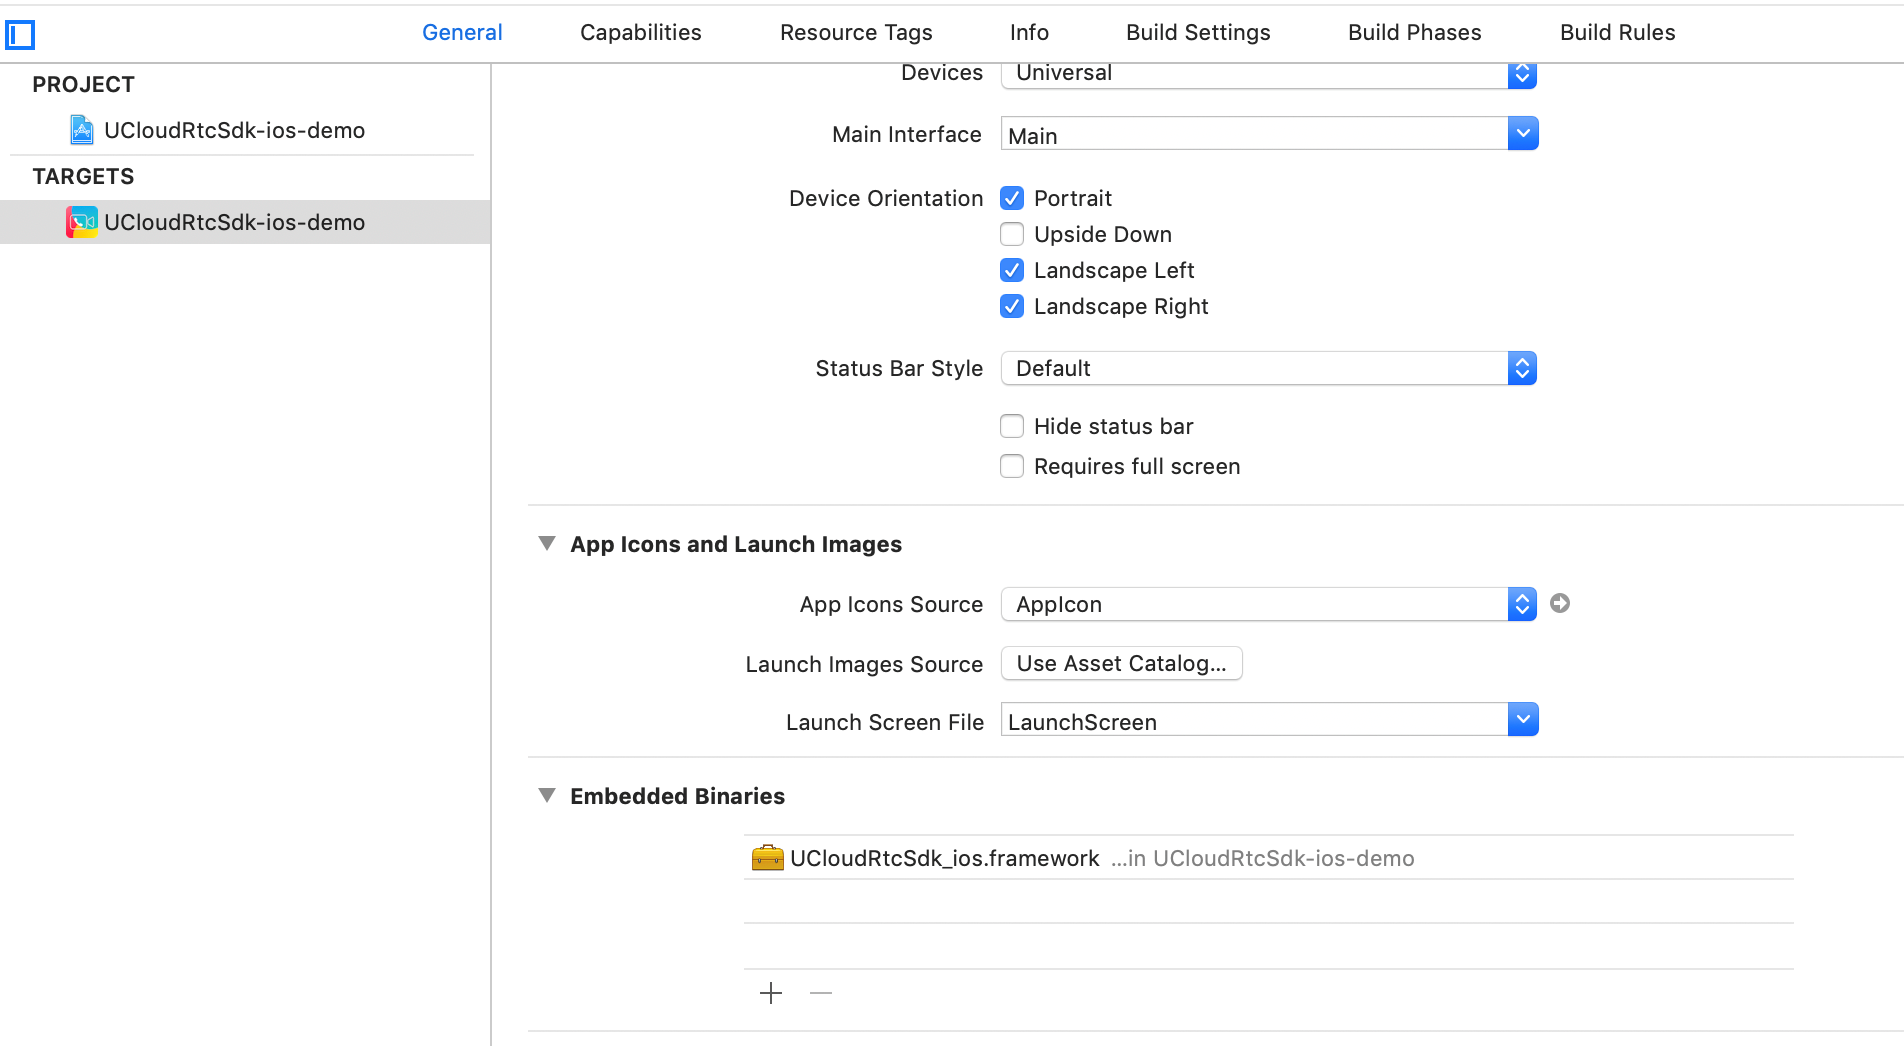 General Capabilities Resource Tags Info Build Settings Build Phases Build Rules
PROJECT
UCloudRtcSdk-ios-demo
TARGETS
UCloudRtcSdk-ios-demo
Devices Universal
Main Interface Main
Device Orientation Portrait
Upside Down
Landscape Left
Landscape Right
Status Bar Style Default
Hide status bar
Requires full screen
App Icons and Launch Images
App Icons Source AppIcon
Launch Images Source Use Asset Catalog...
Launch Screen File LaunchScreen
Embedded Binaries
UCloudRtcSdk_ios.framework ...in UCloudRtcSdk-ios-demo